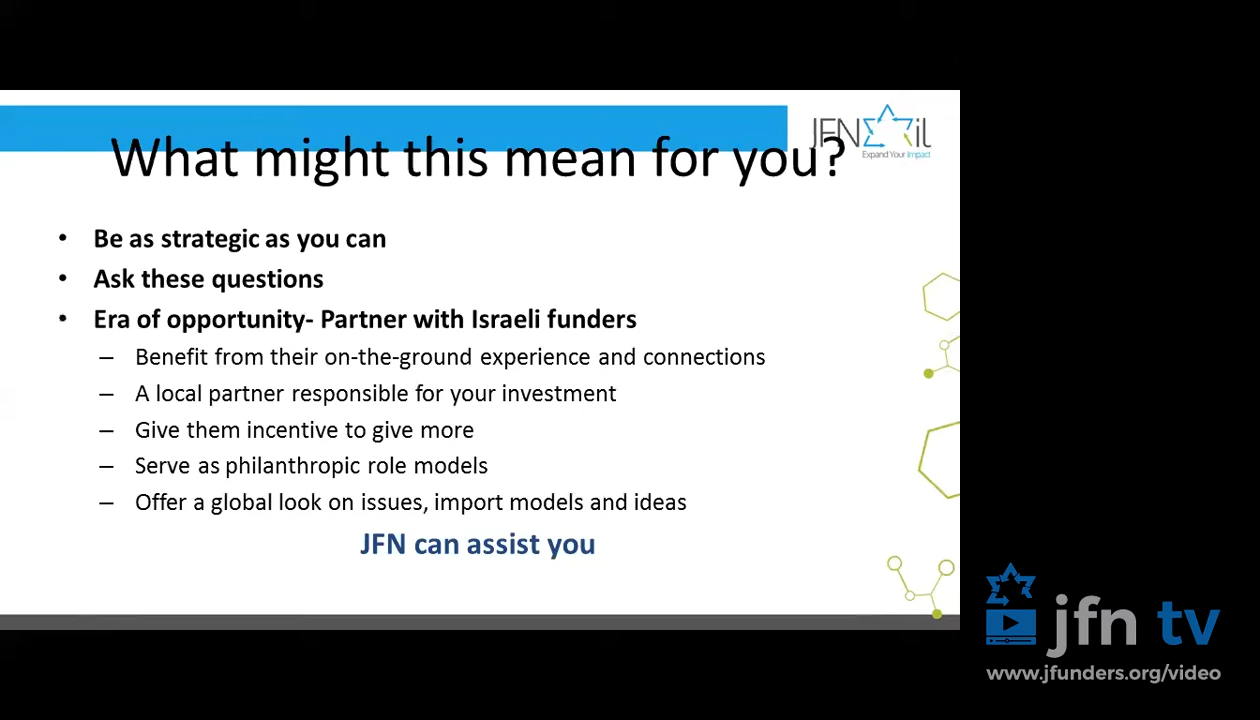 JFN il
Expand Your Impact
What might this mean for you?
• Be as strategic as you can
• Ask these questions
• Era of opportunity- Partner with Israeli funders
– Benefit from their on-the-ground experience and connections
– A local partner responsible for your investment
– Give them incentive to give more
– Serve as philanthropic role models
– Offer a global look on issues, import models and ideas
JFN can assist you
jfn tv
www.jfunders.org/video